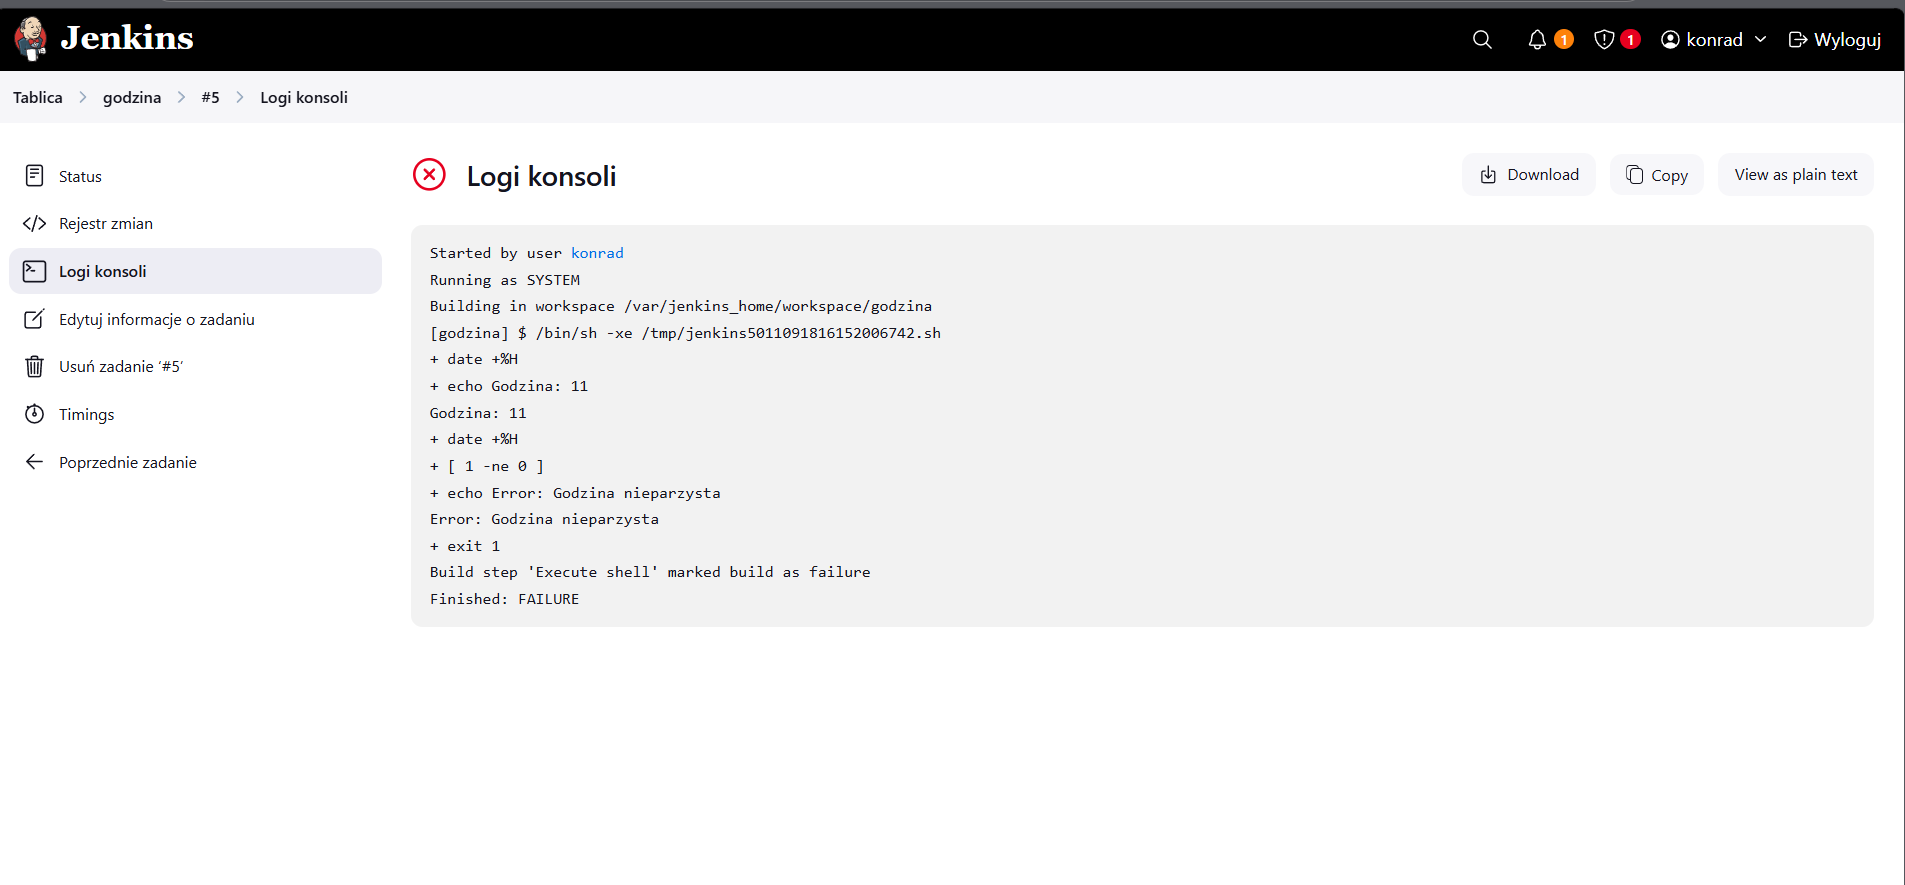 Jenkins
1
1
konrad
Wyloguj
Tablica
godzina
#5
Logi konsoli
Status
Rejestr zmian
Logi konsoli
Edytuj informacje o zadaniu
Usuń zadanie ‘#5’
Timings
Poprzednie zadanie
Logi konsoli
Download
Copy
View as plain text
Started by user konrad
Running as SYSTEM
Building in workspace /var/jenkins_home/workspace/godzina
[godzina] $ /bin/sh -xe /tmp/jenkins5011091816152006742.sh
+ date +%H
+ echo Godzina: 11
Godzina: 11
+ date +%H
+ [ 1 -ne 0 ]
+ echo Error: Godzina nieparzysta
Error: Godzina nieparzysta
+ exit 1
Build step 'Execute shell' marked build as failure
Finished: FAILURE